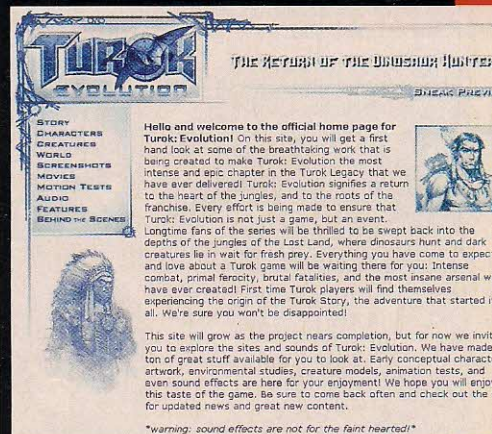 TUROK
EVOLUTION
THE RETURN OF THE DINOSAUR HUNTER
SNEAK PREVI
STORY
CHARACTERS
CREATURES
WORLD
SCREENSHOTS
MOVIES
MOTION TESTS
AUDIO
FEATURES
BEHIND THE SCENES
Hello and welcome to the official home page for
Turok: Evolution! On this site, you will get a first
hand look at some of the breathtaking work that is
being created to make Turok: Evolution the most
intense and epic chapter in the Turok Legacy that we
have ever delivered! Turok: Evolution signifies a return
to the heart of the jungles, and to the roots of the
franchise. Every effort is being made to ensure that
Turok: Evolution is not just a game, but an event.
Longtime fans of the series will be thrilled to be swept back into the
depths of the jungles of the Lost Land, where dinosaurs hunt and dark
creatures lie in wait for fresh prey. Everything you have come to expect
and love about a Turok game will be waiting there for you: Intense
combat, primal ferocity, brutal fatalities, and the most insane arsenal w
have ever created! First time Turok players will find themselves
experiencing the origin of the Turok Story, the adventure that started i
all. We're sure you won't be disappointed!
This site will grow as the project nears completion, but for now we invit
you to explore the sites and sounds of Turok: Evolution. We have made
ton of great stuff available for you to look at. Early conceptual charact
artwork, environmental studies, creature models, animation tests, and
even sound effects are here for your enjoyment! We hope you will enjoy
this taste of the game. Be sure to come back often and check out the
for updated news and great new content.
*warning: sound effects are not for the faint hearted!*